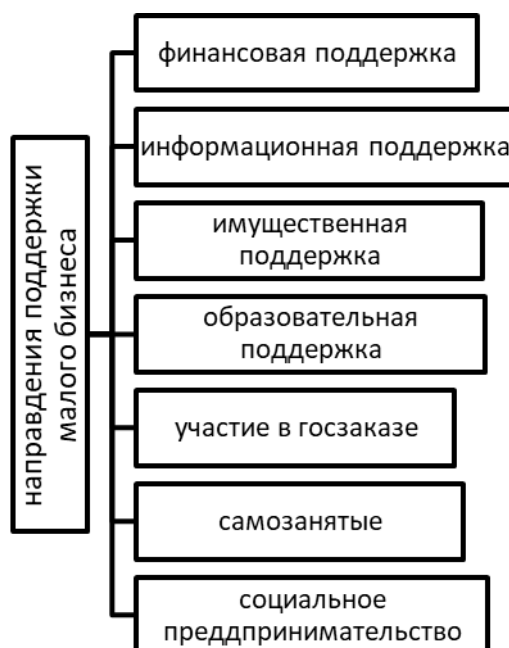 направдения поддержки
малого бизнеса
финансовая поддержка
информационная поддержка
имущественная
поддержка
образовательная
поддержка
участие в госзаказе
самозанятые
социальное
преддпринимательство